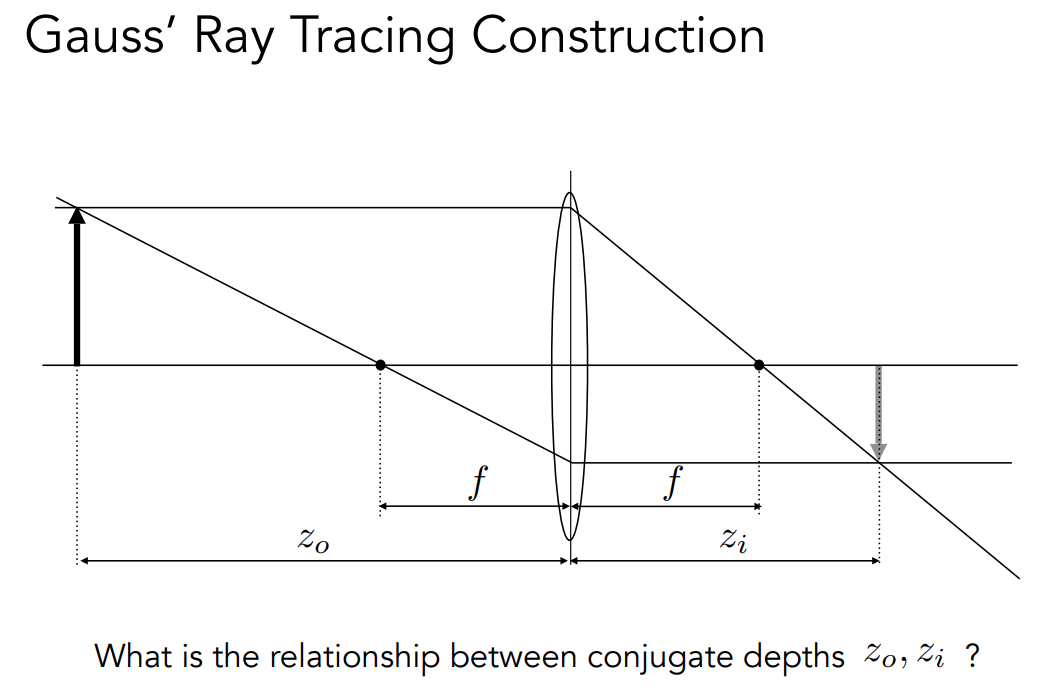 Gauss’ Ray Tracing Construction
f f
z_o z_i
What is the relationship between conjugate depths z_o, z_i ?